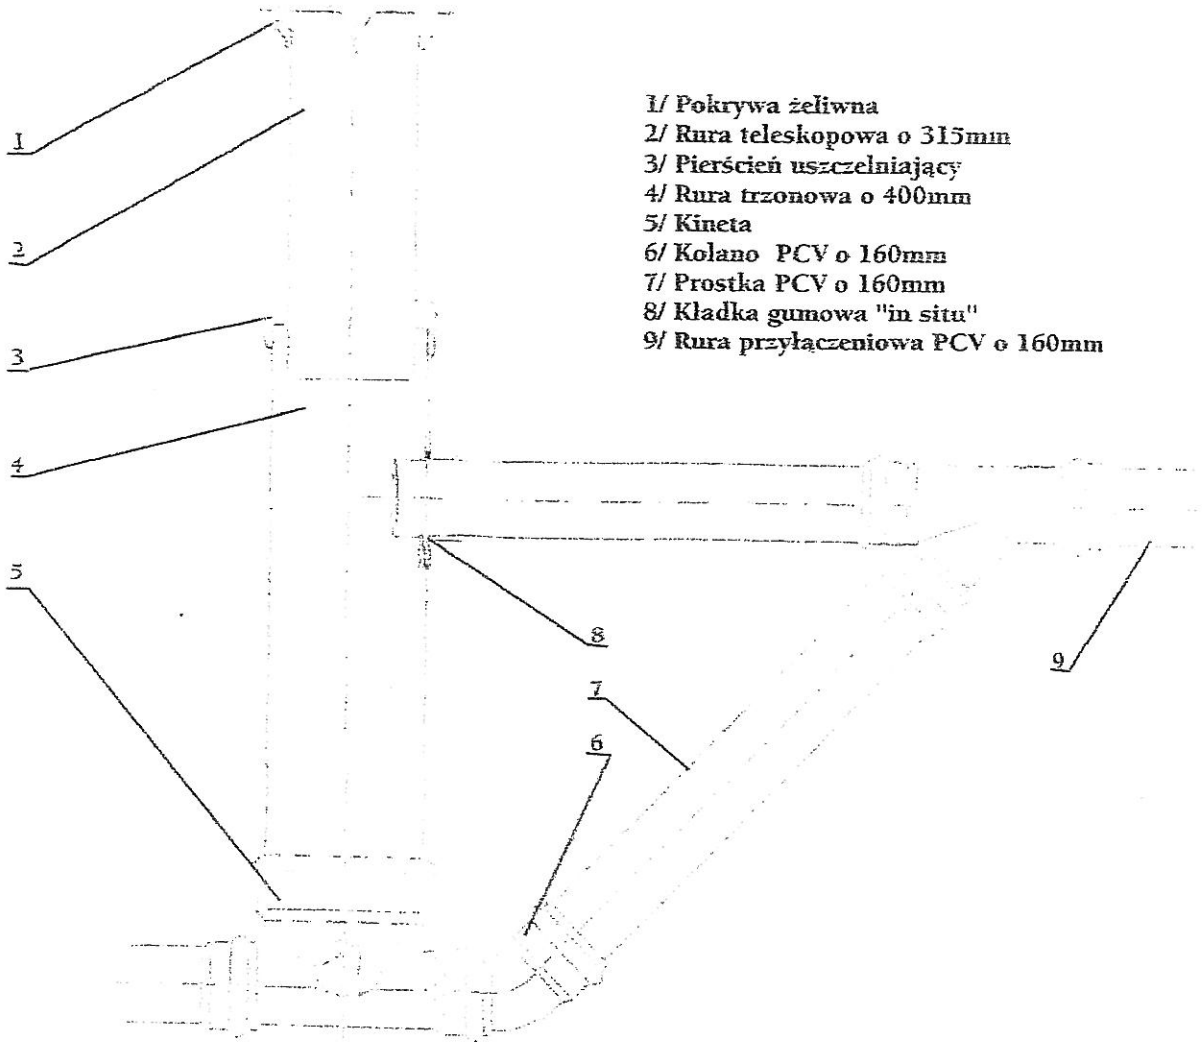 1/ Pokrywa żeliwna
2/ Rura teleskopowa o 315mm
3/ Pierścień uszczelniający
4/ Rura trzonowa o 400mm
5/ Kineta
6/ Kolano PCV o 160mm
7/ Prostka PCV o 160mm
8/ Kładka gumowa "in situ"
9/ Rura przyłączeniowa PCV o 160mm
1
2
3
4
5
8
9
7
6